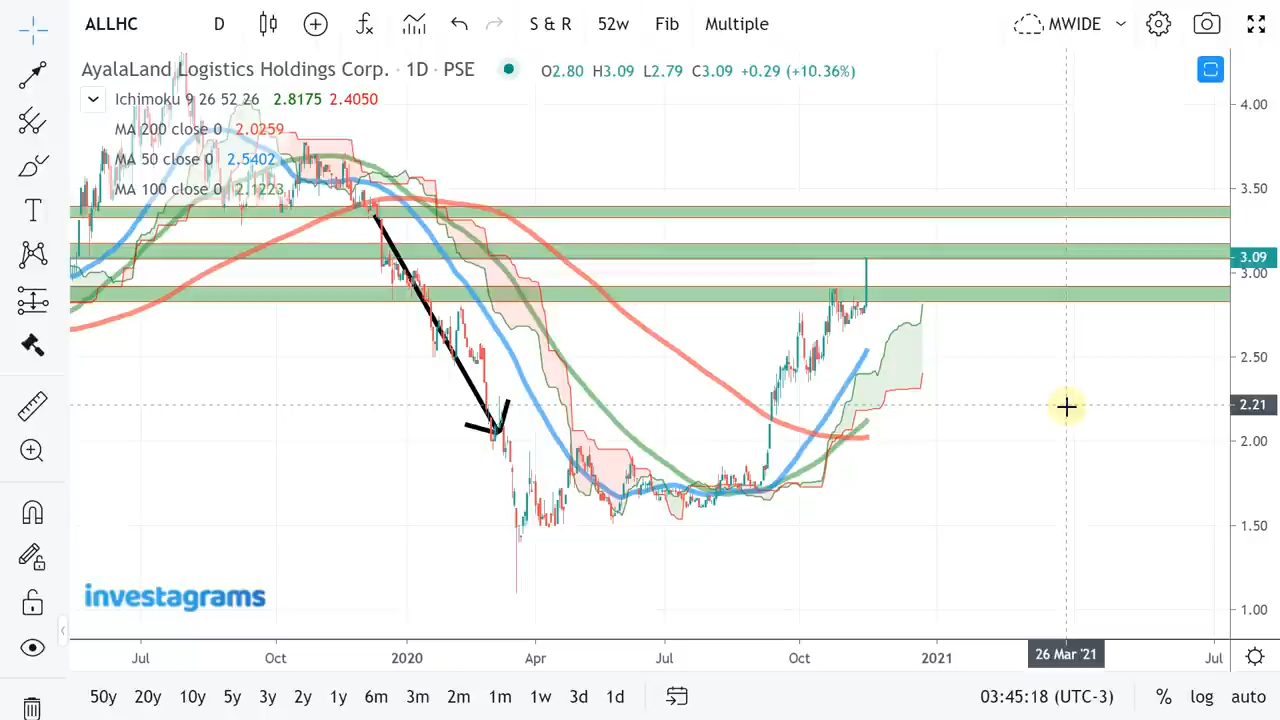 ALLHC D fx S & R 52w Fib Multiple MWIDE
AyalaLand Logistics Holdings Corp. · 1D · PSE O2.80 H3.09 L2.79 C3.09 +0.29 (+10.36%)
Ichimoku 9 26 52 26 2.8175 2.4050
MA 200 close 0 2.0259
MA 50 close 0 2.5402
MA 100 close 0 2.1223
4.00
3.50
3.09
3.00
2.50
2.21
2.00
1.50
1.00
investagrams
Jul Oct 2020 Apr Jul Oct 2021 26 Mar '21 Jul
50y 20y 10y 5y 3y 2y 1y 6m 3m 2m 1m 1w 3d 1d 03:45:18 (UTC-3) % log auto